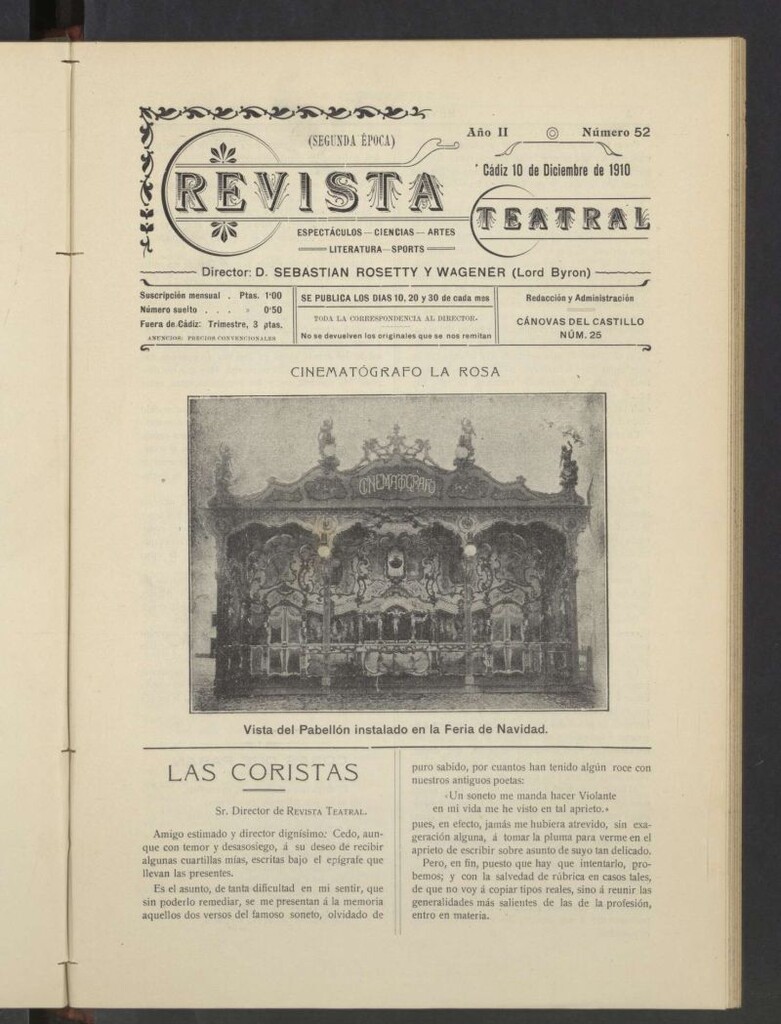 (SEGUNDA ÉPOCA)
Año II Número 52
Cádiz 10 de Diciembre de 1910
REVISTA
TEATRAL
ESPECTÁCULOS — CIENCIAS — ARTES
LITERATURA — SPORTS
Director: D. SEBASTIAN ROSETTY Y WAGENER (Lord Byron)
Suscripción mensual . Ptas. 1'00
Número suelto . . . » 0'50
Fuera de Cádiz: Trimestre, 3 ptas.
ANUNCIOS: PRECIOS CONVENCIONALES
SE PUBLICA LOS DIAS 10, 20 y 30 de cada mes
TODA LA CORRESPONDENCIA AL DIRECTOR.
No se devuelven los originales que se nos remitan
Redacción y Administración
CÁNOVAS DEL CASTILLO
NÚM. 25
CINEMATÓGRAFO LA ROSA
CINEMATOGRAFO
Vista del Pabellón instalado en la Feria de Navidad.
LAS CORISTAS
Sr. Director de REVISTA TEATRAL.
Amigo estimado y director dignísimo: Cedo, aun-
que con temor y desasosiego, á su deseo de recibir
algunas cuartillas mías, escritas bajo el epígrafe que
llevan las presentes.
Es el asunto, de tanta dificultad en mi sentir, que
sin poderlo remediar, se me presentan á la memoria
aquellos dos versos del famoso soneto, olvidado de
puro sabido, por cuantos han tenido algún roce con
nuestros antiguos poetas:
«Un soneto me manda hacer Violante
en mi vida me he visto en tal aprieto.»
pues, en efecto, jamás me hubiera atrevido, sin exa-
geración alguna, á tomar la pluma para verme en el
aprieto de escribir sobre asunto de suyo tan delicado.
Pero, en fin, puesto que hay que intentarlo, pro-
bemos; y con la salvedad de rúbrica en casos tales,
de que no voy á copiar tipos reales, sino á reunir las
generalidades más salientes de las de la profesión,
entro en materia.